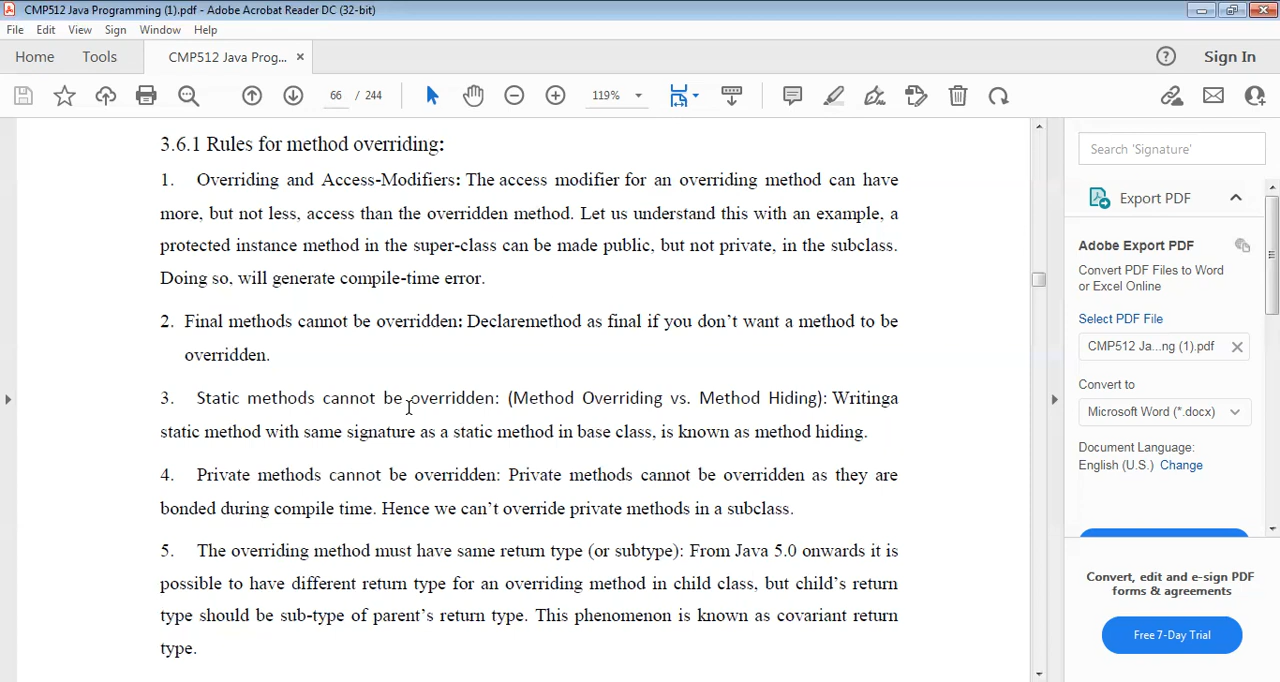 CMP512 Java Programming (1).pdf - Adobe Acrobat Reader DC (32-bit)
File Edit View Sign Window Help
Home Tools CMP512 Java Prog... × Sign In
66 / 244 119%
3.6.1 Rules for method overriding:
1. Overriding and Access-Modifiers: The access modifier for an overriding method can have
more, but not less, access than the overridden method. Let us understand this with an example, a
protected instance method in the super-class can be made public, but not private, in the subclass.
Doing so, will generate compile-time error.
2. Final methods cannot be overridden: Declaremethod as final if you don’t want a method to be
overridden.
3. Static methods cannot be overridden: (Method Overriding vs. Method Hiding): Writinga
static method with same signature as a static method in base class, is known as method hiding.
4. Private methods cannot be overridden: Private methods cannot be overridden as they are
bonded during compile time. Hence we can’t override private methods in a subclass.
5. The overriding method must have same return type (or subtype): From Java 5.0 onwards it is
possible to have different return type for an overriding method in child class, but child’s return
type should be sub-type of parent’s return type. This phenomenon is known as covariant return
type.
Search 'Signature'
Export PDF
Adobe Export PDF
Convert PDF Files to Word
or Excel Online
Select PDF File
CMP512 Ja...ng (1).pdf
Convert to
Microsoft Word (*.docx)
Document Language:
English (U.S.) Change
Convert, edit and e-sign PDF
forms & agreements
Free 7-Day Trial